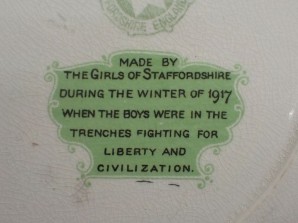 MADE BY
THE GIRLS OF STAFFORDSHIRE
DURING THE WINTER OF 1917
WHEN THE BOYS WERE IN THE
TRENCHES FIGHTING FOR
LIBERTY AND
CIVILIZATION.